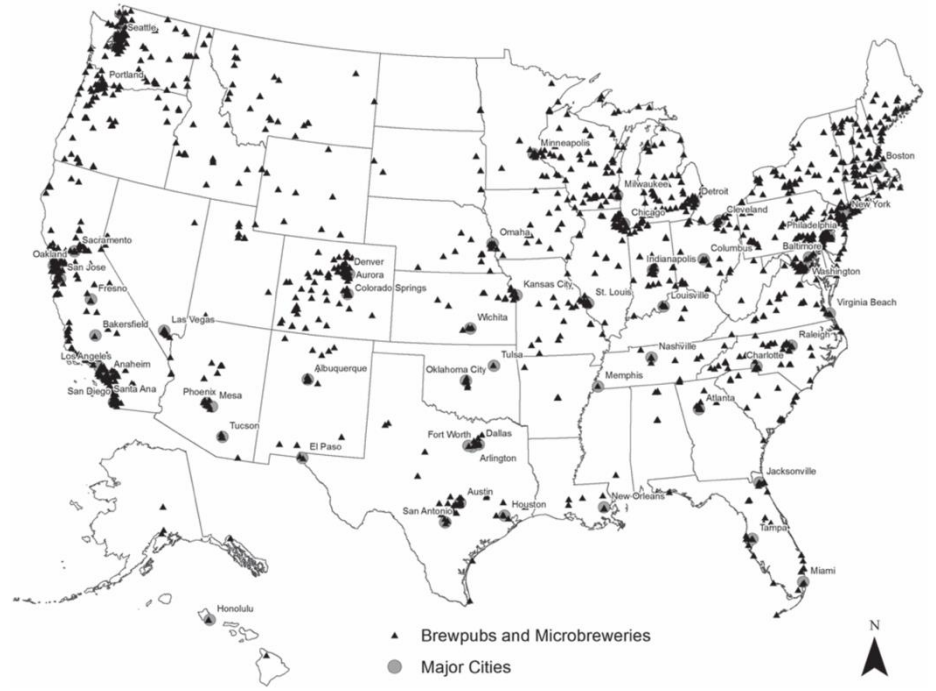 Seattle
Portland
Minneapolis
Boston
Milwaukee
Detroit
Cleveland
New York
Chicago
Omaha
Philadelphia
Sacramento
Columbus
Baltimore
Oakland
Denver
Indianapolis
San Jose
Aurora
Washington
Colorado Springs
Kansas City
St. Louis
Fresno
Louisville
Virginia Beach
Wichita
Las Vegas
Bakersfield
Raleigh
Nashville
Los Angeles
Tulsa
Charlotte
Anaheim
Albuquerque
Oklahoma City
Memphis
San Diego
Santa Ana
Phoenix
Mesa
Atlanta
Tucson
Fort Worth
Dallas
El Paso
Arlington
Jacksonville
Austin
New Orleans
San Antonio
Houston
Tampa
Miami
Honolulu
N
Brewpubs and Microbreweries
Major Cities